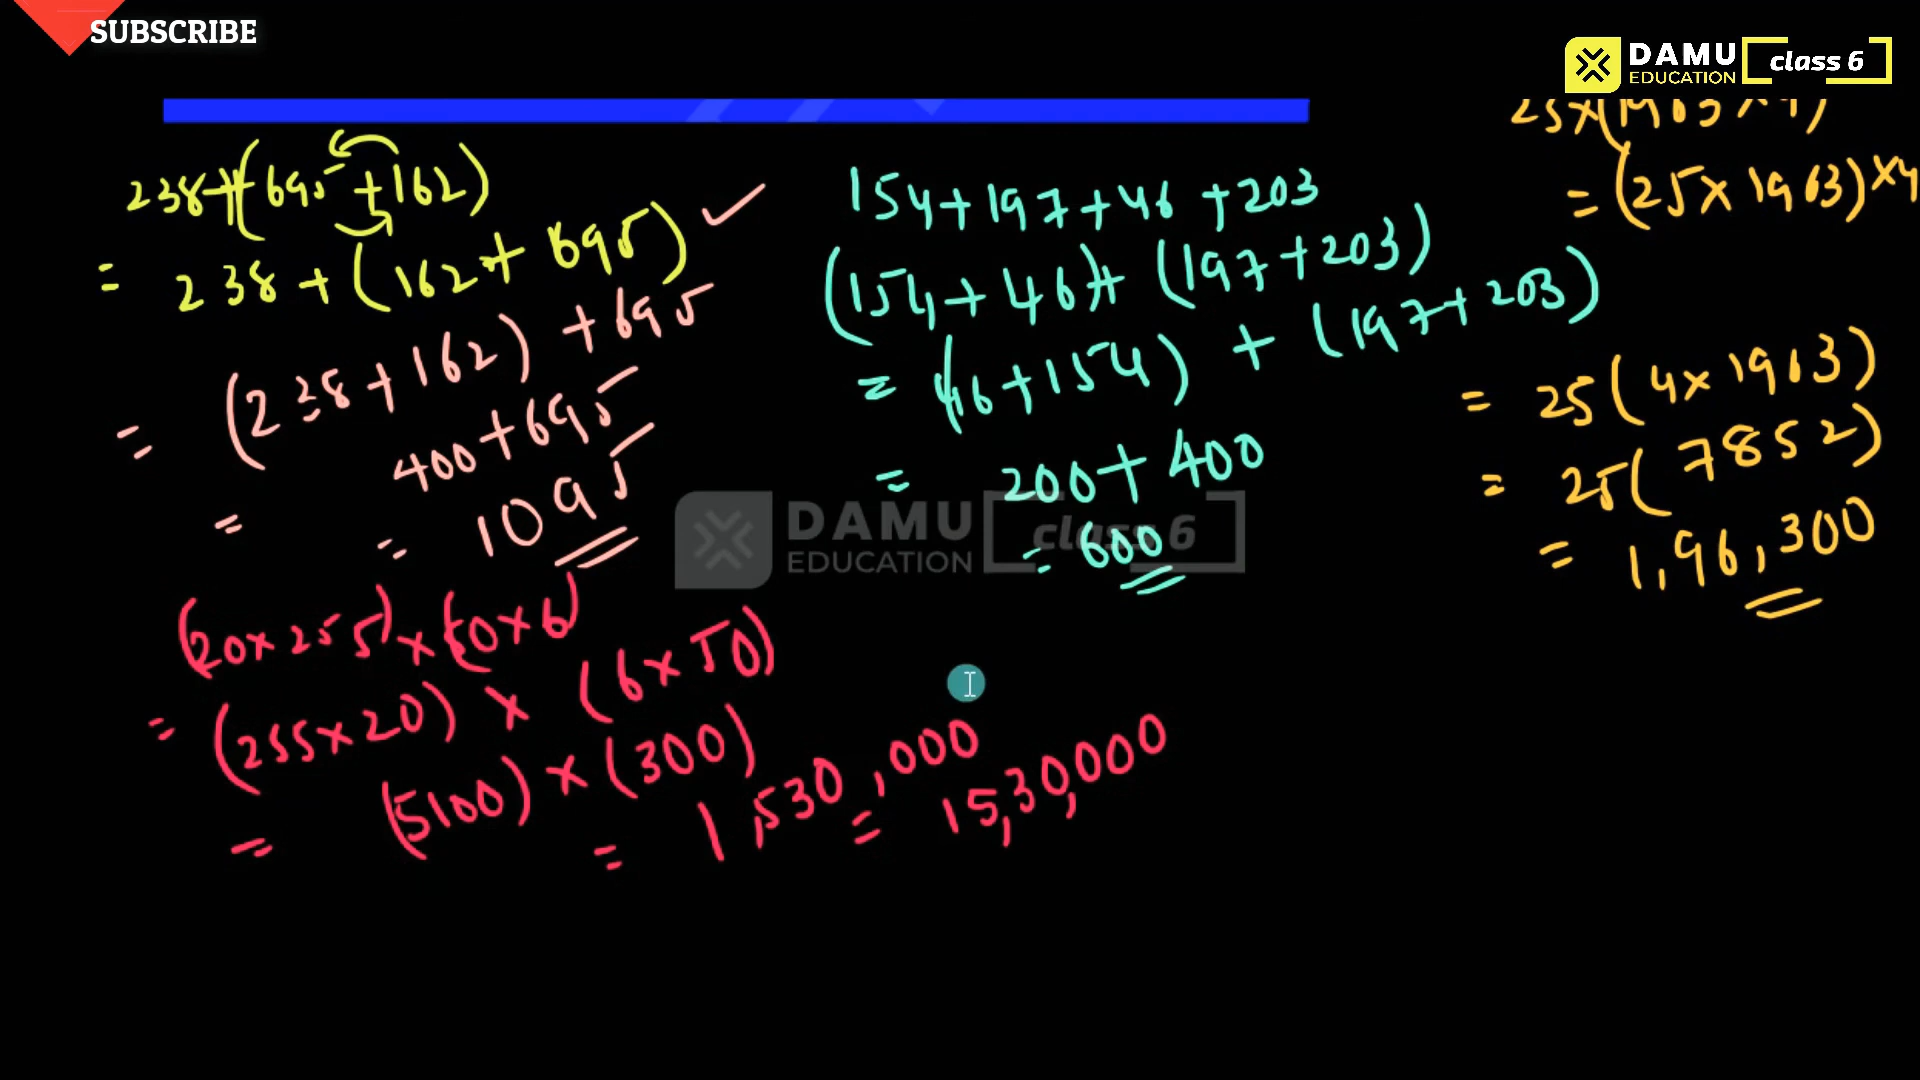 SUBSCRIBE
DAMU
EDUCATION
class 6
238+(695+162)
= 238 + (162+ 695)
= (238+162) +695
= 400+695
= 1095
154+197+46+203
(154+46)+(197+203)
= (46+154) + (197+203)
= 200+400
= 600
25×(1963×4)
= (25×1963)×4
= 25(4×1963)
= 25(7852)
= 1,96,300
DAMU
EDUCATION
class 6
(20×255)×(50×6)
= (255×20) × (6×50)
= (5100)×(300)
= 1,530,000 = 15,30,000